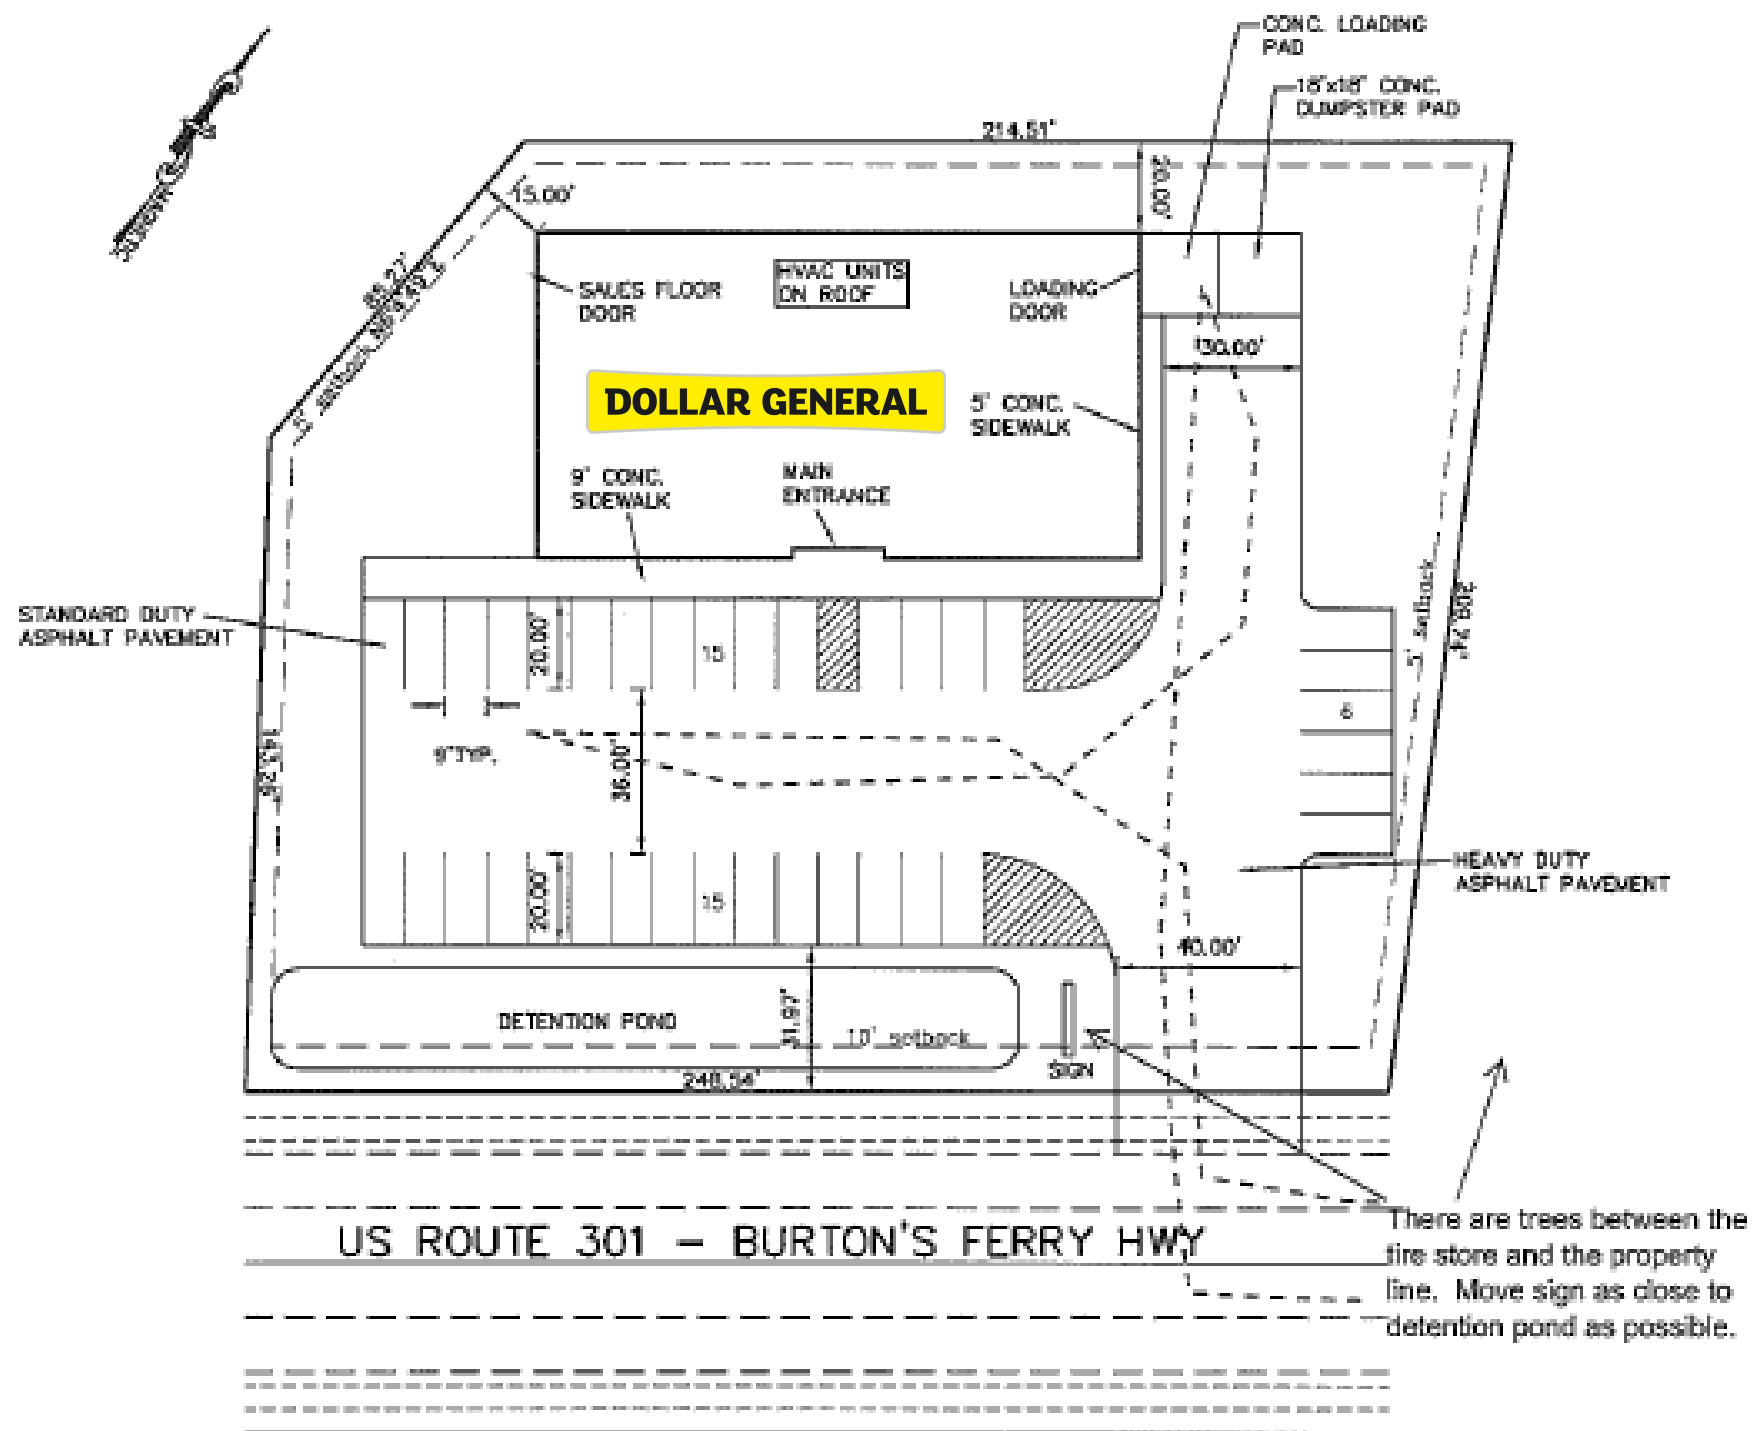 CONC. LOADING
PAD
18'x18' CONC.
DUMPSTER PAD
214.51'
20.00'
15.00'
SALES FLOOR
DOOR
HVAC UNITS
ON ROOF
LOADING
DOOR
30.00'
DOLLAR GENERAL
5' CONC.
SIDEWALK
9' CONC.
SIDEWALK
MAIN
ENTRANCE
5' setback
STANDARD DUTY
ASPHALT PAVEMENT
20.00'
15
6
9' TYP.
36.00'
HEAVY DUTY
ASPHALT PAVEMENT
20.00'
15
40.00'
DETENTION POND
31.97'
10' setback
SIGN
US ROUTE 301 - BURTON'S FERRY HWY
There are trees between the
tire store and the property
line. Move sign as close to
detention pond as possible.